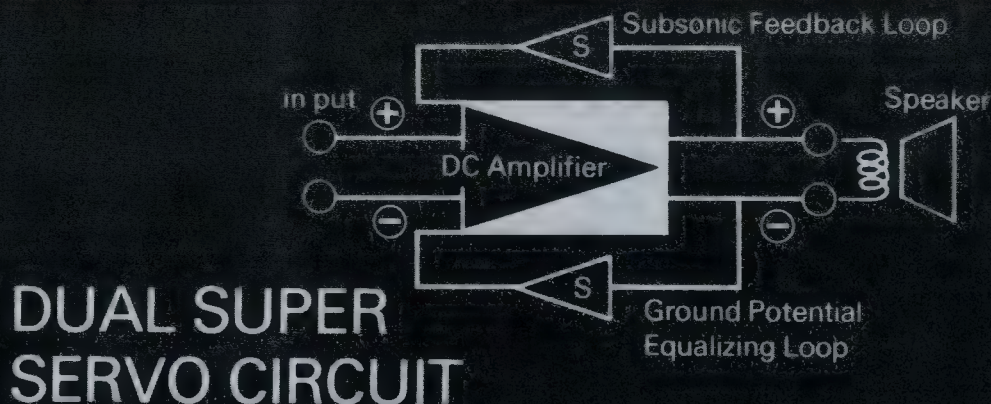 Subsonic Feedback Loop
S
in put
+
+
Speaker
DC Amplifier
−
−
S
Ground Potential
Equalizing Loop
DUAL SUPER
SERVO CIRCUIT